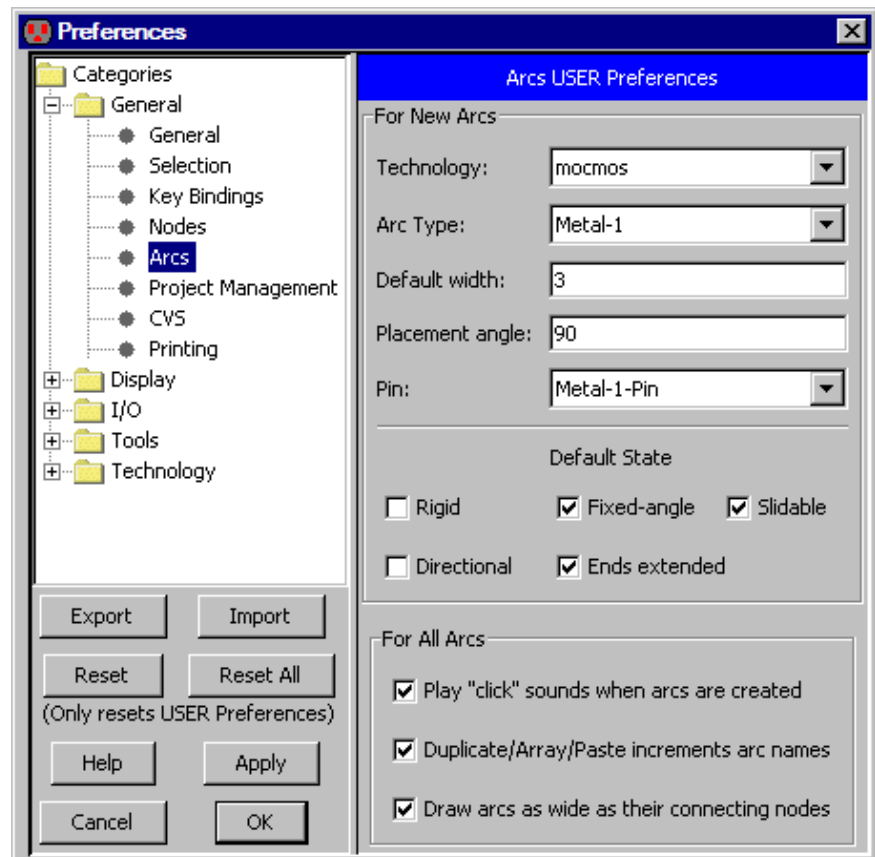 Preferences
Categories
General
General
Selection
Key Bindings
Nodes
Arcs
Project Management
CVS
Printing
Display
I/O
Tools
Technology
Export Import
Reset Reset All
(Only resets USER Preferences)
Help Apply
Cancel OK
Arcs USER Preferences
For New Arcs
Technology: mocmos
Arc Type: Metal-1
Default width: 3
Placement angle: 90
Pin: Metal-1-Pin
Default State
Rigid Fixed-angle Slidable
Directional Ends extended
For All Arcs
Play "click" sounds when arcs are created
Duplicate/Array/Paste increments arc names
Draw arcs as wide as their connecting nodes